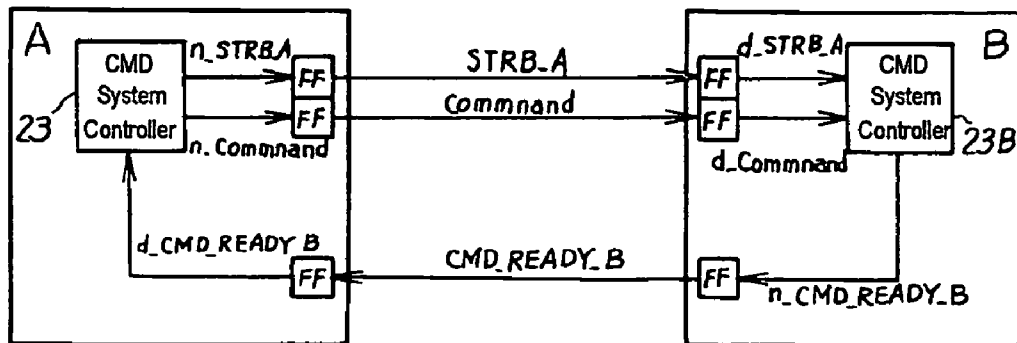 A
B
n_STRB.A
CMD
System
Controller
23
FF
STRB_A
FF
d_STRB_A
CMD
System
Controller
23B
FF
Commnand
FF
n_Commnand
d_Commnand
d_CMD_READY_B
FF
CMD_READY_B
FF
n_CMD_READY_B